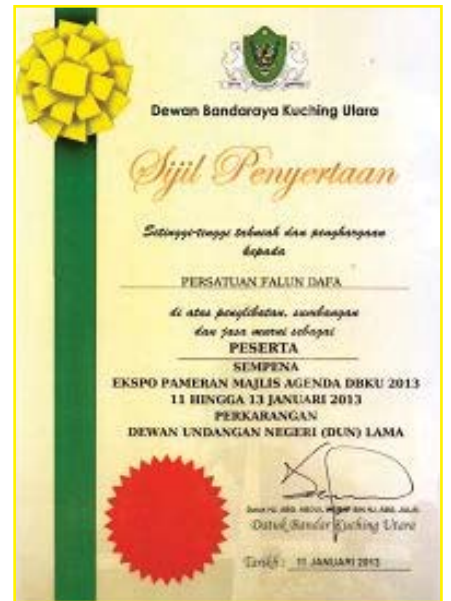 Dewan Bandaraya Kuching Utara
Sijil Penyertaan
Setinggi-tinggi tahniah dan penghargaan
kepada
PERSATUAN FALUN DAFA
di atas penglibatan, sumbangan
dan jasa murni sebagai
PESERTA
SEMPENA
EKSPO PAMERAN MAJLIS AGENDA DBKU 2013
11 HINGGA 13 JANUARI 2013
PERKARANGAN
DEWAN UNDANGAN NEGERI (DUN) LAMA
Datuk Bandar Kuching Utara
Tarikh : 11 JANUARI 2013